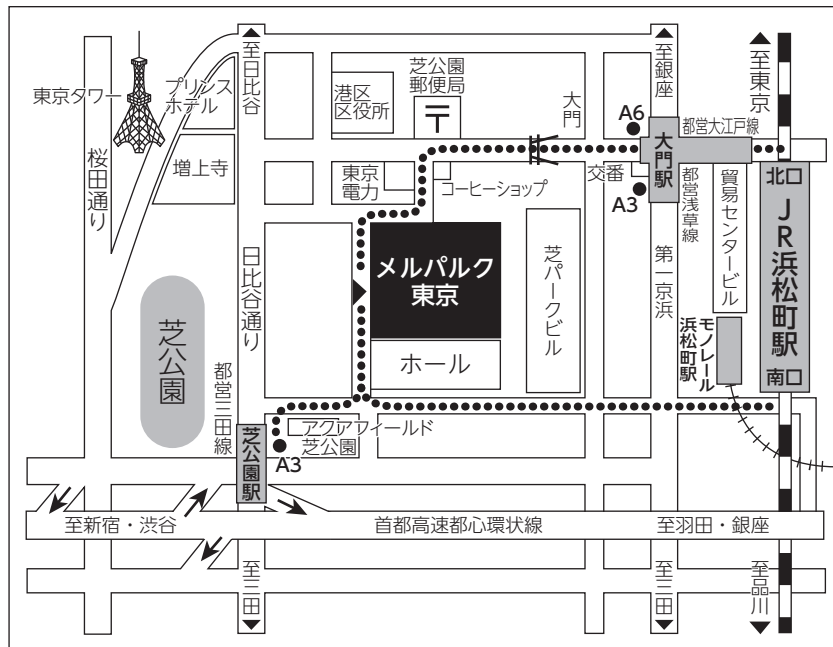 至日比谷
至銀座
至東京
東京タワー
プリンス
ホテル
港区
区役所
芝公園
郵便局
〒
大門
A6
都営大江戸線
桜田通り
増上寺
東京
電力
コーヒーショップ
交番
A3
大門駅
都営浅草線
貿易センタービル
北口
JR浜松町駅
南口
日比谷通り
メルパルク
東京
芝パークビル
第一京浜
モノレール
浜松町駅
芝公園
ホール
都営三田線
アクアフィールド
芝公園
A3
芝公園駅
至新宿・渋谷
首都高速都心環状線
至羽田・銀座
至三田
至三田
至品川